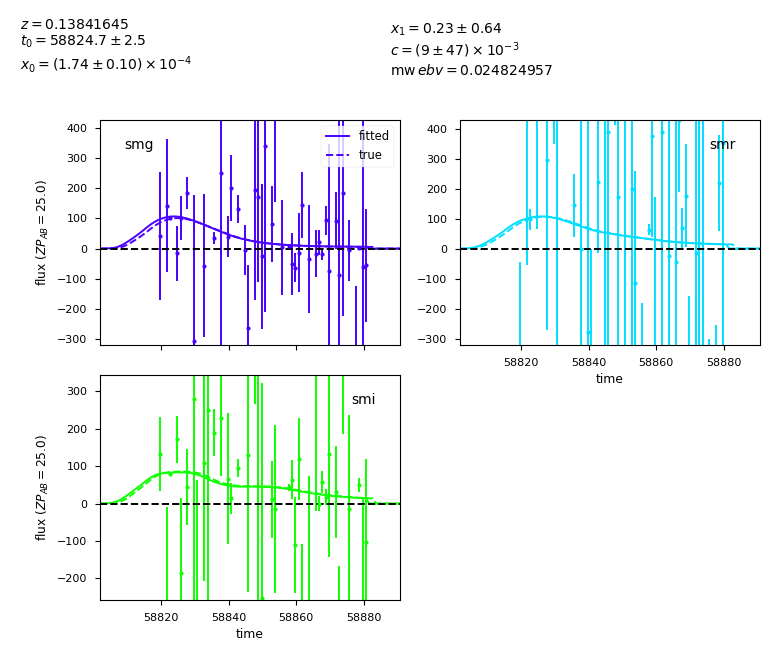 z = 0.13841645
t₀ = 58824.7 ± 2.5
x₀ = (1.74 ± 0.10) × 10⁻⁴
x₁ = 0.23 ± 0.64
c = (9 ± 47) × 10⁻³
mw ebv = 0.024824957
400
300
200
100
0
−100
−200
−300
flux (ZP_AB = 25.0)
smg
fitted
true
400
300
200
100
0
−100
−200
−300
smr
58820
58840
58860
58880
time
300
200
100
0
−100
−200
flux (ZP_AB = 25.0)
smi
58820
58840
58860
58880
time